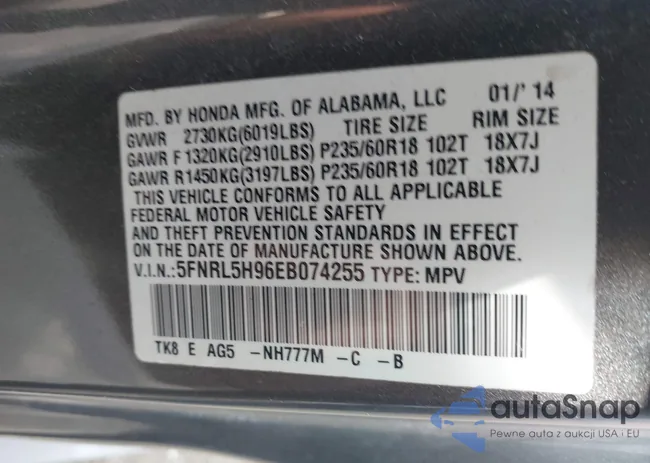 MFD. BY HONDA MFG. OF ALABAMA, LLC 01/'14
GVWR 2730KG(6019LBS) TIRE SIZE RIM SIZE
GAWR F 1320KG(2910LBS) P235/60R18 102T 18X7J
GAWR R1450KG(3197LBS) P235/60R18 102T 18X7J
THIS VEHICLE CONFORMS TO ALL APPLICABLE
FEDERAL MOTOR VEHICLE SAFETY
AND THEFT PREVENTION STANDARDS IN EFFECT
ON THE DATE OF MANUFACTURE SHOWN ABOVE.
V.I.N.:5FNRL5H96EB074255 TYPE: MPV
TK8 E AG5 -NH777M -C -B
autaSnap
Pewne auta z aukcji USA i EU